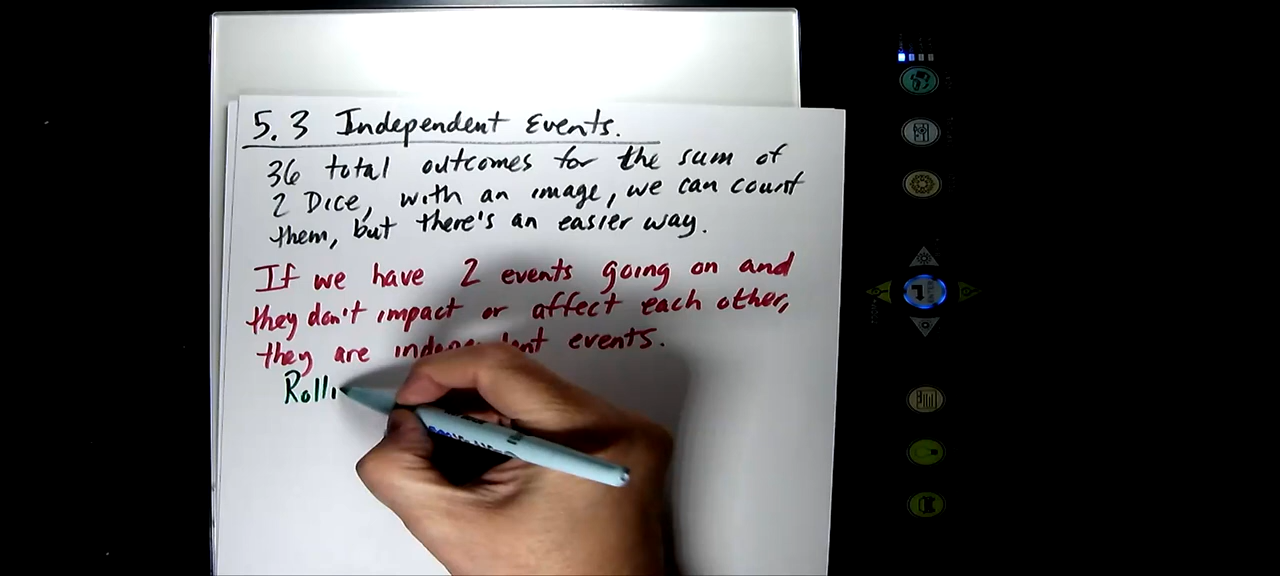 5.3 Independent Events.
36 total outcomes for the sum of
2 Dice, with an image, we can count
them, but there's an easier way.
If we have 2 events going on and
they don't impact or affect each other,
they are independent events.
Rolli